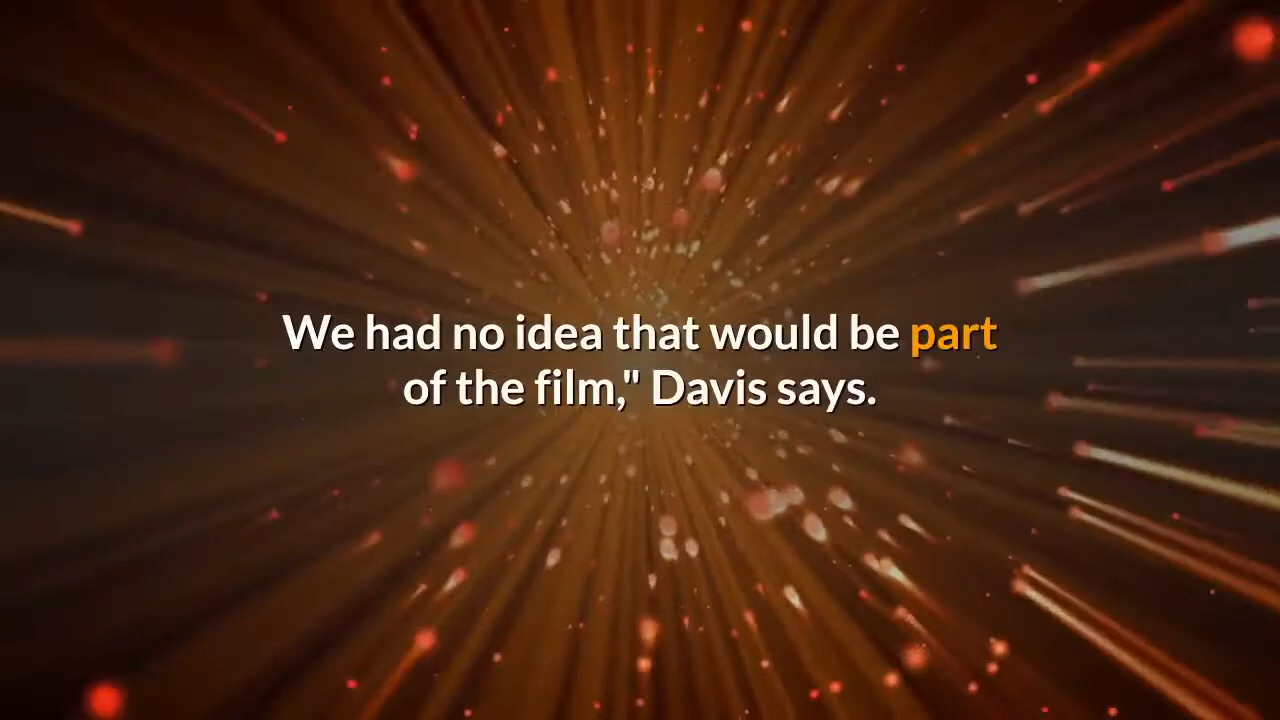 We had no idea that would be part
of the film," Davis says.